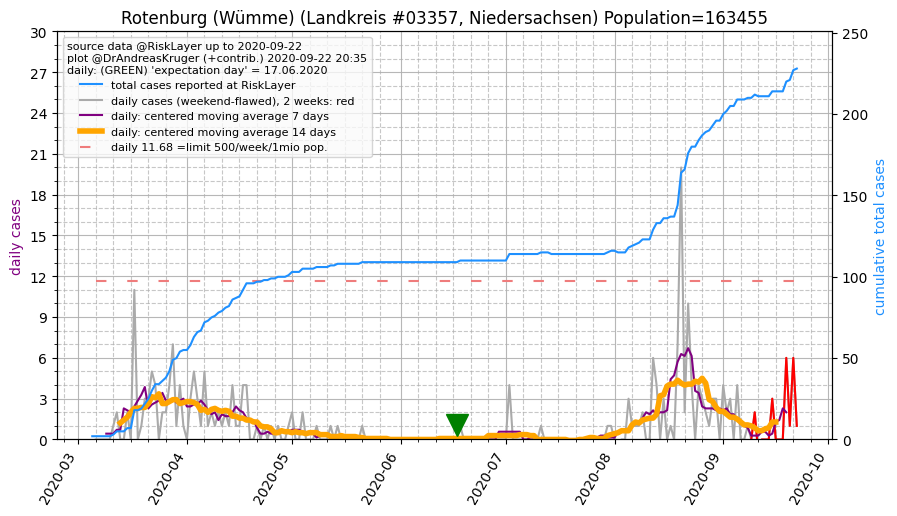 Rotenburg (Wümme) (Landkreis #03357, Niedersachsen) Population=163455
source data @RiskLayer up to 2020-09-22
plot @DrAndreasKruger (+contrib.) 2020-09-22 20:35
daily: (GREEN) 'expectation day' = 17.06.2020
total cases reported at RiskLayer
daily cases (weekend-flawed), 2 weeks: red
daily: centered moving average 7 days
daily: centered moving average 14 days
daily 11.68 =limit 500/week/1mio pop.
daily cases
30
27
24
21
18
15
12
9
6
3
0
250
200
150
100
50
0
cumulative total cases
2020-03
2020-04
2020-05
2020-06
2020-07
2020-08
2020-09
2020-10